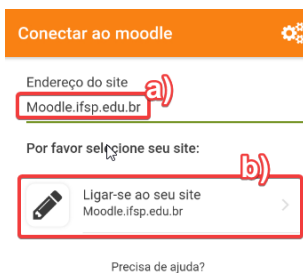 Conectar ao moodle
Endereço do site
a)
Moodle.ifsp.edu.br
Por favor selecione seu site:
b)
Ligar-se ao seu site
Moodle.ifsp.edu.br
Precisa de ajuda?